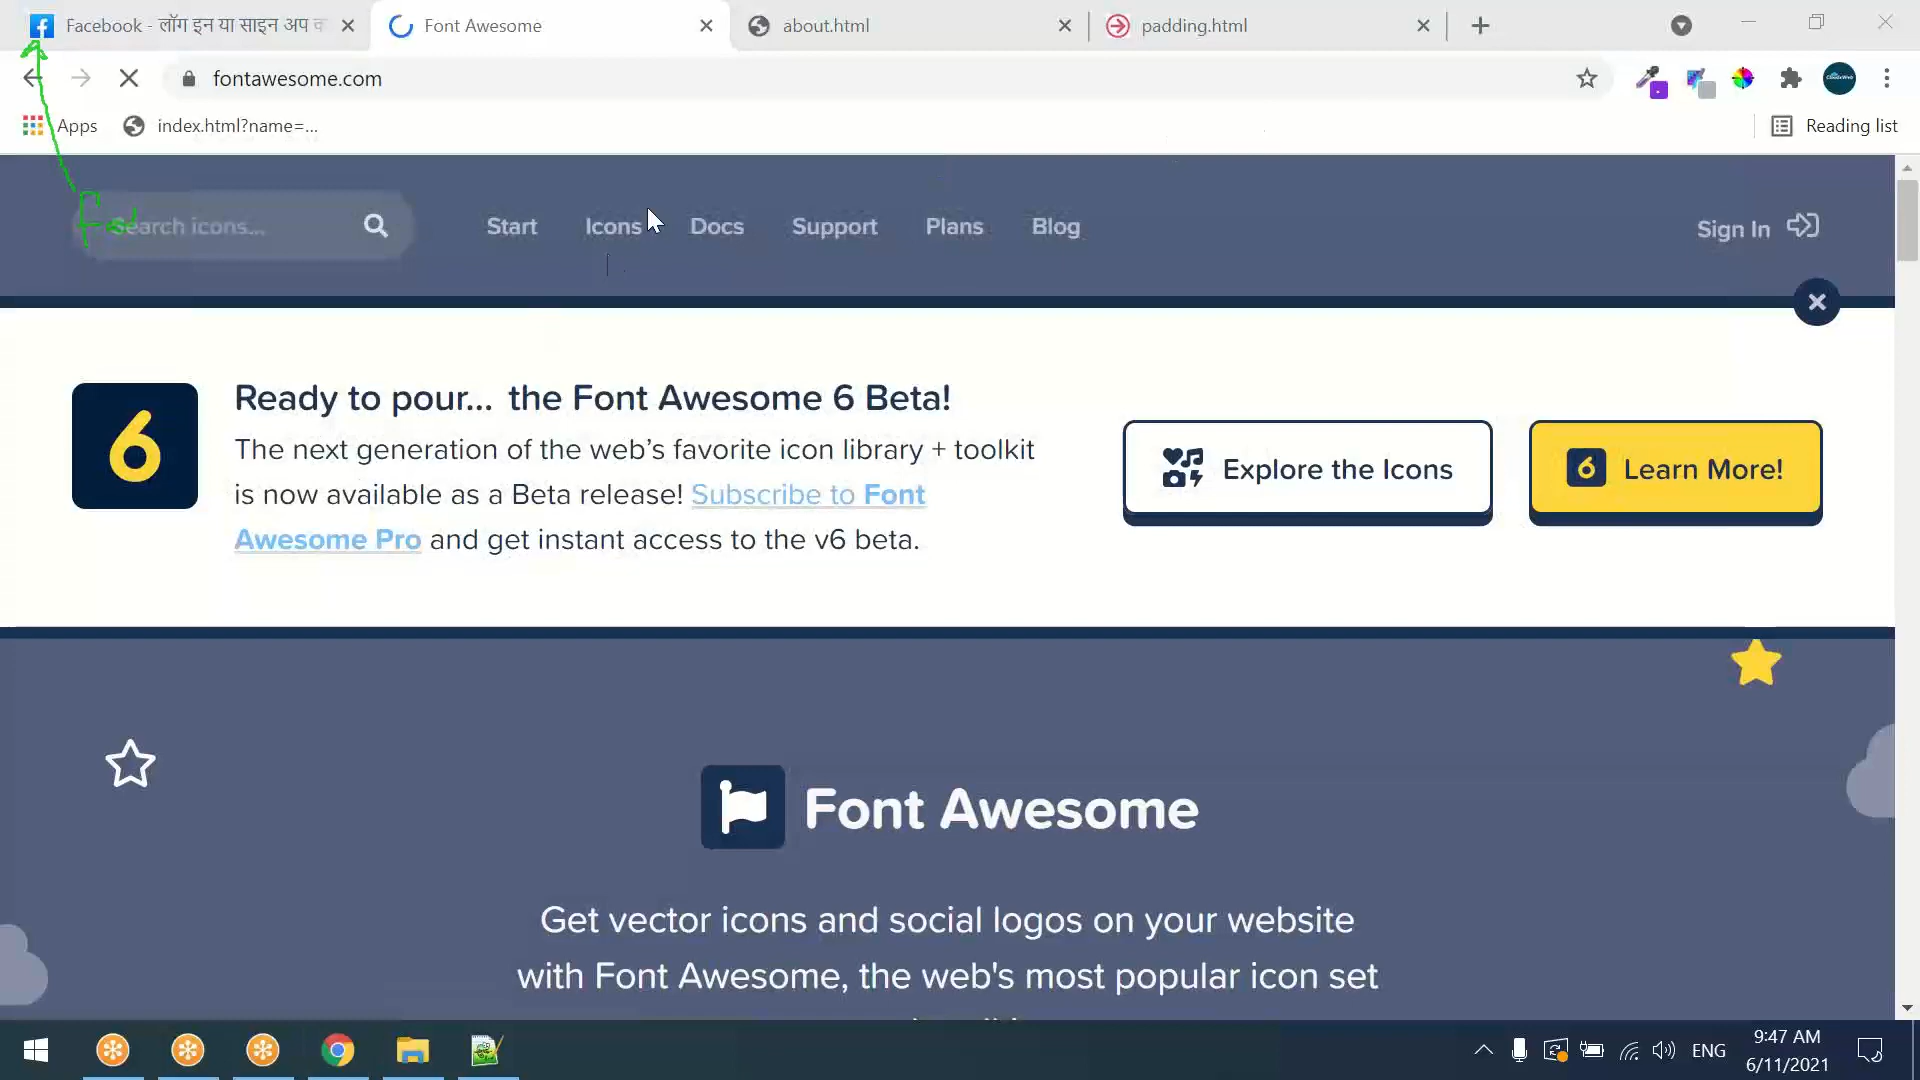 Facebook - लॉग इन या साइन अप क
Font Awesome
about.html
padding.html
fontawesome.com
Apps
index.html?name=...
Reading list
Search icons...
Start
Icons
Docs
Support
Plans
Blog
Sign In
6
Ready to pour... the Font Awesome 6 Beta!
The next generation of the web’s favorite icon library + toolkit
is now available as a Beta release! Subscribe to Font
Awesome Pro and get instant access to the v6 beta.
Explore the Icons
6 Learn More!
Font Awesome
Get vector icons and social logos on your website
with Font Awesome, the web's most popular icon set
ENG
9:47 AM
6/11/2021